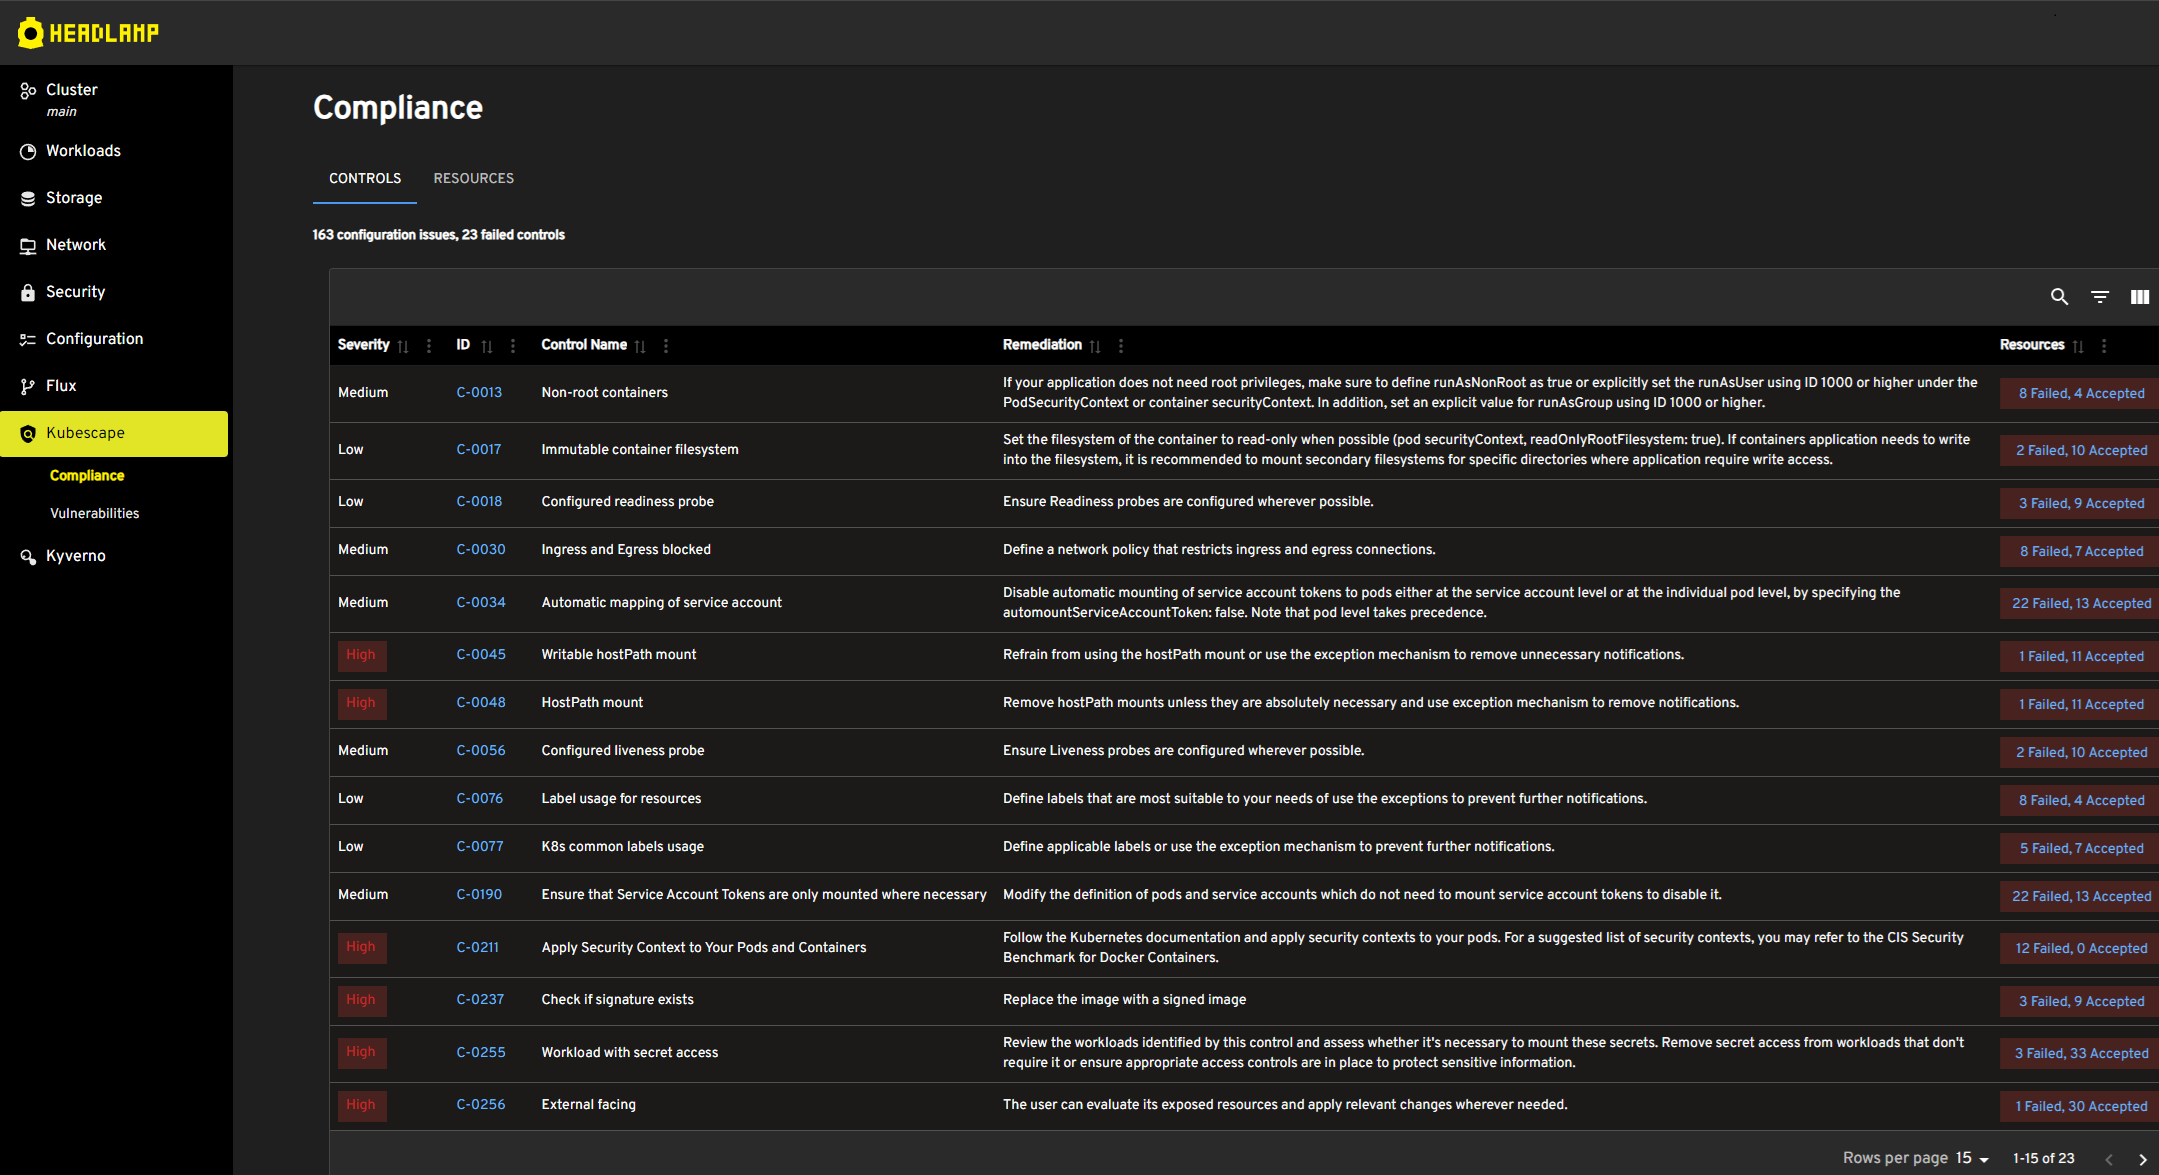 HEADLAMP
Cluster
main
Workloads
Storage
Network
Security
Configuration
Flux
Kubescape
Compliance
Vulnerabilities
Kyverno
Compliance
CONTROLS RESOURCES
163 configuration issues, 23 failed controls
Severity ID Control Name Remediation Resources
Medium C-0013 Non-root containers If your application does not need root privileges, make sure to define runAsNonRoot as true or explicitly set the runAsUser using ID 1000 or higher under the
PodSecurityContext or container securityContext. In addition, set an explicit value for runAsGroup using ID 1000 or higher. 8 Failed, 4 Accepted
Low C-0017 Immutable container filesystem Set the filesystem of the container to read-only when possible (pod securityContext, readOnlyRootFilesystem: true). If containers application needs to write
into the filesystem, it is recommended to mount secondary filesystems for specific directories where application require write access. 2 Failed, 10 Accepted
Low C-0018 Configured readiness probe Ensure Readiness probes are configured wherever possible. 3 Failed, 9 Accepted
Medium C-0030 Ingress and Egress blocked Define a network policy that restricts ingress and egress connections. 8 Failed, 7 Accepted
Medium C-0034 Automatic mapping of service account Disable automatic mounting of service account tokens to pods either at the service account level or at the individual pod level, by specifying the
automountServiceAccountToken: false. Note that pod level takes precedence. 22 Failed, 13 Accepted
High C-0045 Writable hostPath mount Refrain from using the hostPath mount or use the exception mechanism to remove unnecessary notifications. 1 Failed, 11 Accepted
High C-0048 HostPath mount Remove hostPath mounts unless they are absolutely necessary and use exception mechanism to remove notifications. 1 Failed, 11 Accepted
Medium C-0056 Configured liveness probe Ensure Liveness probes are configured wherever possible. 2 Failed, 10 Accepted
Low C-0076 Label usage for resources Define labels that are most suitable to your needs of use the exceptions to prevent further notifications. 8 Failed, 4 Accepted
Low C-0077 K8s common labels usage Define applicable labels or use the exception mechanism to prevent further notifications. 5 Failed, 7 Accepted
Medium C-0190 Ensure that Service Account Tokens are only mounted where necessary Modify the definition of pods and service accounts which do not need to mount service account tokens to disable it. 22 Failed, 13 Accepted
High C-0211 Apply Security Context to Your Pods and Containers Follow the Kubernetes documentation and apply security contexts to your pods. For a suggested list of security contexts, you may refer to the CIS Security
Benchmark for Docker Containers. 12 Failed, 0 Accepted
High C-0237 Check if signature exists Replace the image with a signed image 3 Failed, 9 Accepted
High C-0255 Workload with secret access Review the workloads identified by this control and assess whether it's necessary to mount these secrets. Remove secret access from workloads that don't
require it or ensure appropriate access controls are in place to protect sensitive information. 3 Failed, 33 Accepted
High C-0256 External facing The user can evaluate its exposed resources and apply relevant changes wherever needed. 1 Failed, 30 Accepted
Rows per page 15 1-15 of 23